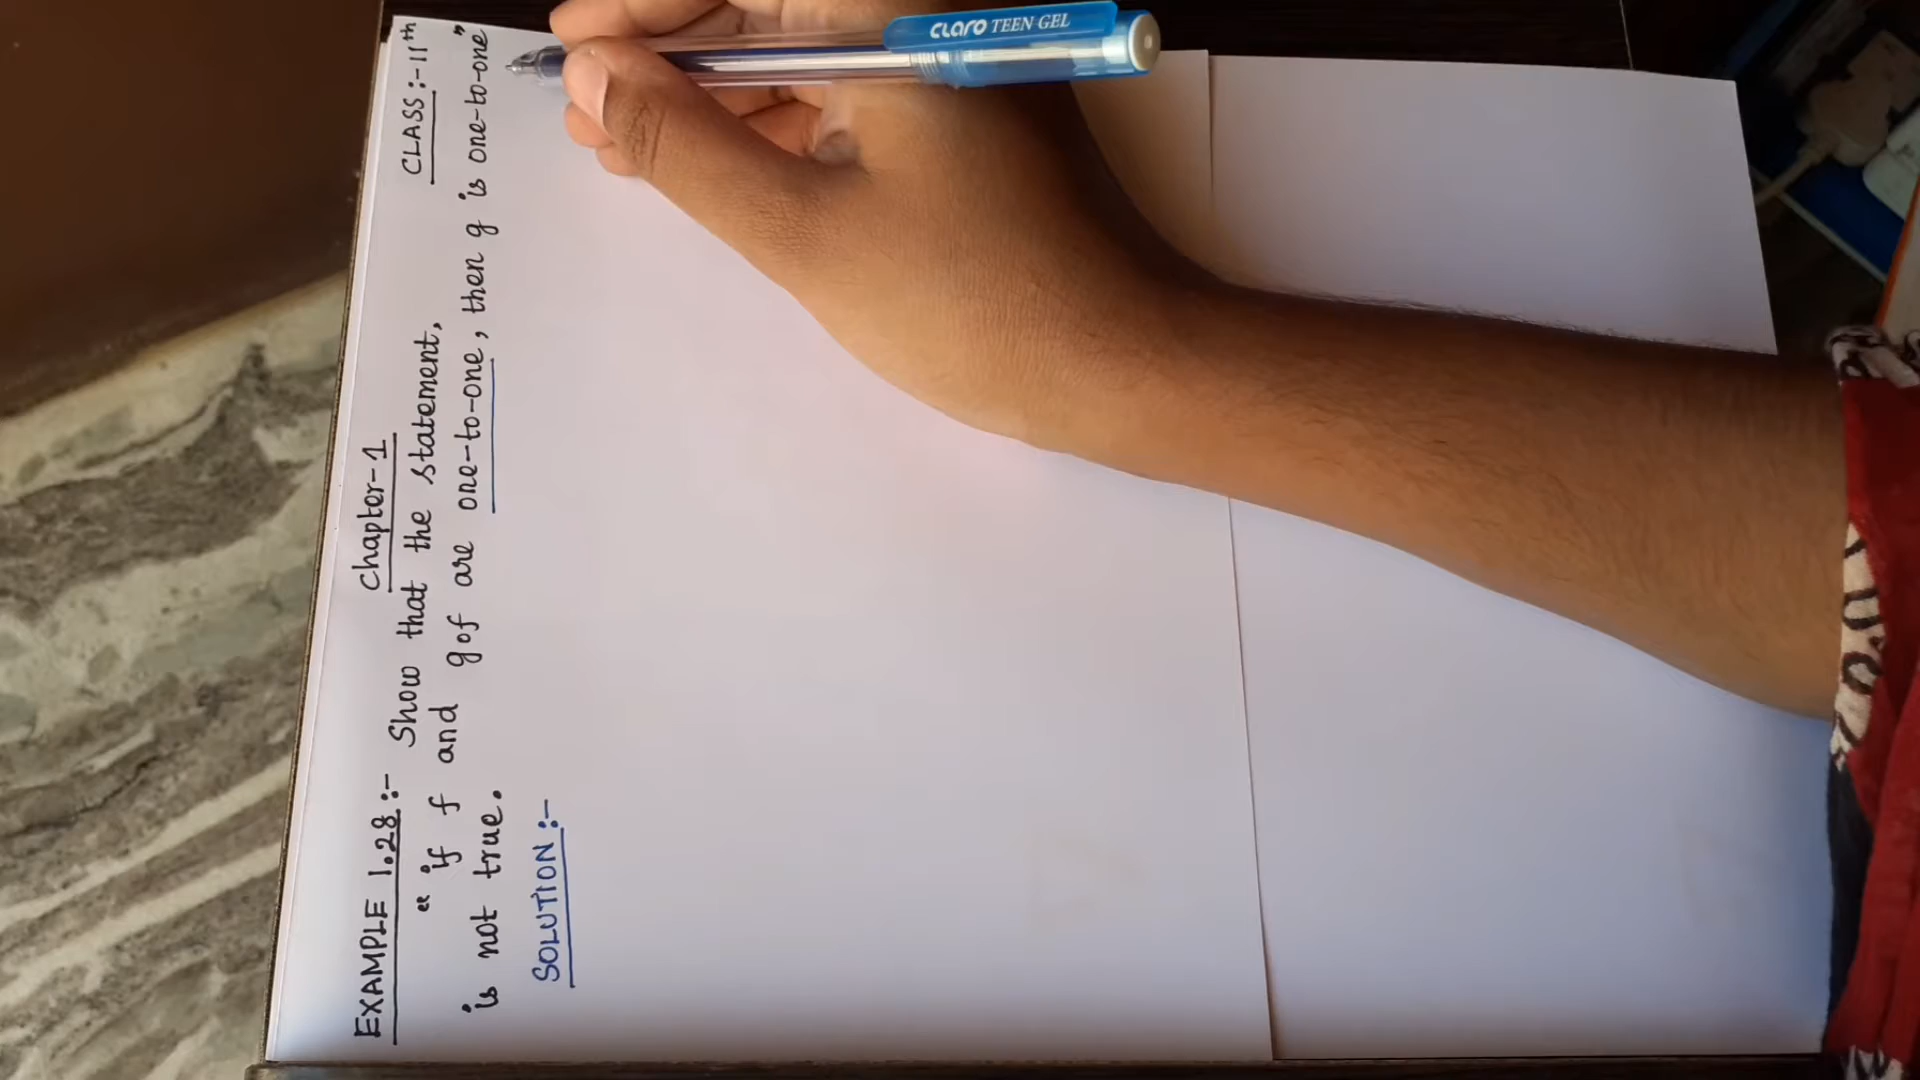 Chapter-1
CLASS:-11th
EXAMPLE 1.28:- Show that the statement,
"if f and gof are one-to-one, then g is one-to-one"
is not true.
SOLUTION:-
CLARO TEEN GEL